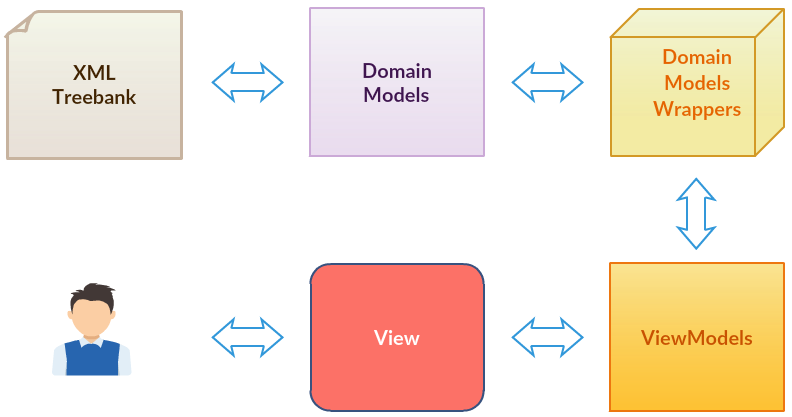 XML
Treebank
Domain
Models
Domain
Models
Wrappers
View
ViewModels